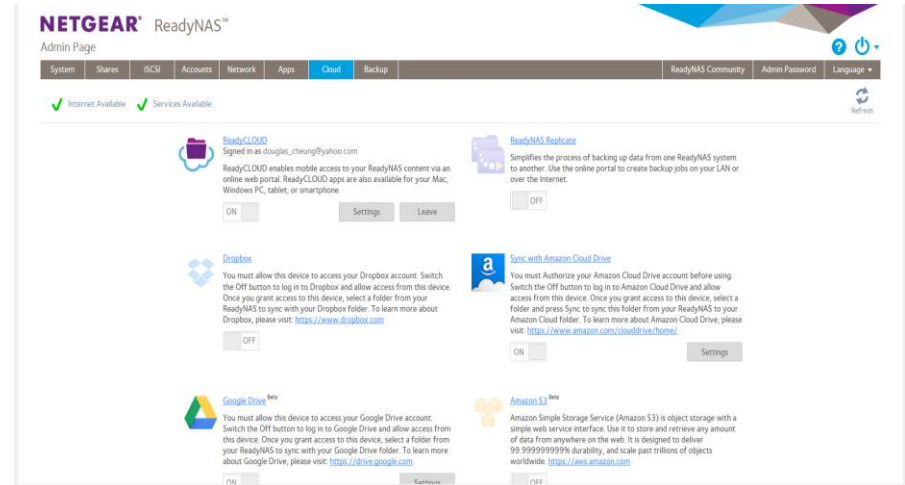 NETGEAR® ReadyNAS™
Admin Page
System Shares iSCSI Accounts Network Apps Cloud Backup ReadyNAS Community Admin Password Language
Internet Available Services Available
Refresh
ReadyCLOUD
Signed in as douglas_cheung@yahoo.com
ReadyCLOUD enables mobile access to your ReadyNAS content via an
online web portal. ReadyCLOUD apps are also available for your Mac,
Windows PC, tablet, or smartphone.
ON Settings Leave
ReadyNAS Replicate
Simplifies the process of backing up data from one ReadyNAS system
to another. Use the online portal to create backup jobs on your LAN or
over the Internet.
OFF
Dropbox
You must allow this device to access your Dropbox account. Switch
the Off button to log in to Dropbox and allow access from this device.
Once you grant access to this device, select a folder from your
ReadyNAS to sync with your Dropbox folder. To learn more about
Dropbox, please visit: https://www.dropbox.com
OFF
a
Sync with Amazon Cloud Drive
You must Authorize your Amazon Cloud Drive account before using.
Switch the Off button to log in to Amazon Cloud Drive and allow
access from this device. Once you grant access to this device, select a
folder and press Sync to sync this folder from your ReadyNAS to your
Amazon Cloud folder. To learn more about Amazon Cloud Drive, please
visit: https://www.amazon.com/clouddrive/home/
ON Settings
Google Drive Beta
You must allow this device to access your Google Drive account.
Switch the Off button to log in to Google Drive and allow access from
this device. Once you grant access to this device, select a folder from
your ReadyNAS to sync with your Google Drive folder. To learn more
about Google Drive, please visit: https://drive.google.com
ON Settings
Amazon S3 Beta
Amazon Simple Storage Service (Amazon S3) is object storage with a
simple web service interface. Use it to store and retrieve any amount
of data from anywhere on the web. It is designed to deliver
99.999999999% durability, and scale past trillions of objects
worldwide. https://aws.amazon.com
OFF